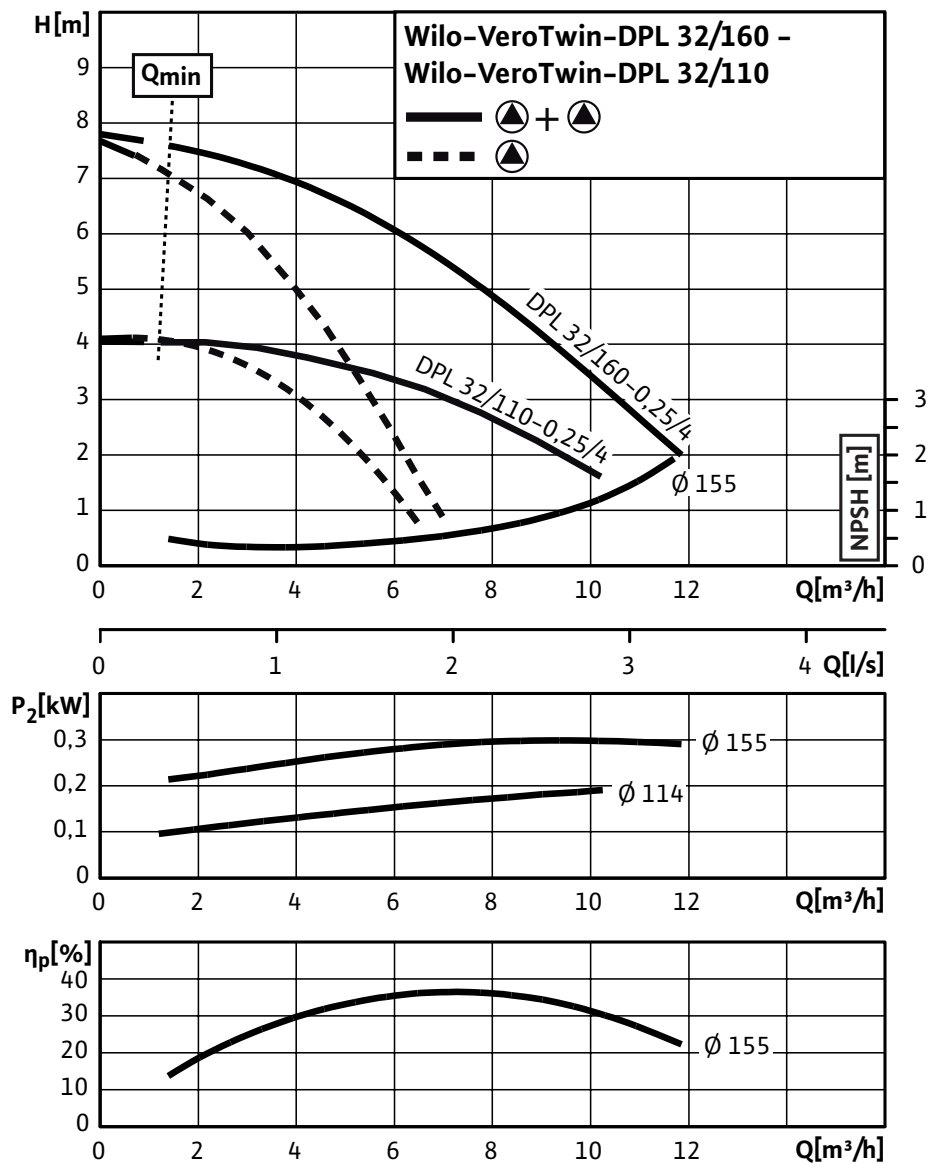 H[m]
Wilo-VeroTwin-DPL 32/160 -
Wilo-VeroTwin-DPL 32/110
+
Qmin
9
8
7
6
5
4
3
2
1
0
DPL 32/160-0,25/4
DPL 32/110-0,25/4
Ø 155
NPSH [m]
3
2
1
0
0 2 4 6 8 10 12 Q[m³/h]
0 1 2 3 4 Q[l/s]
P2[kW]
0,3
0,2
0,1
0
Ø 155
Ø 114
0 2 4 6 8 10 12 Q[m³/h]
ηp[%]
40
30
20
10
0
Ø 155
0 2 4 6 8 10 12 Q[m³/h]